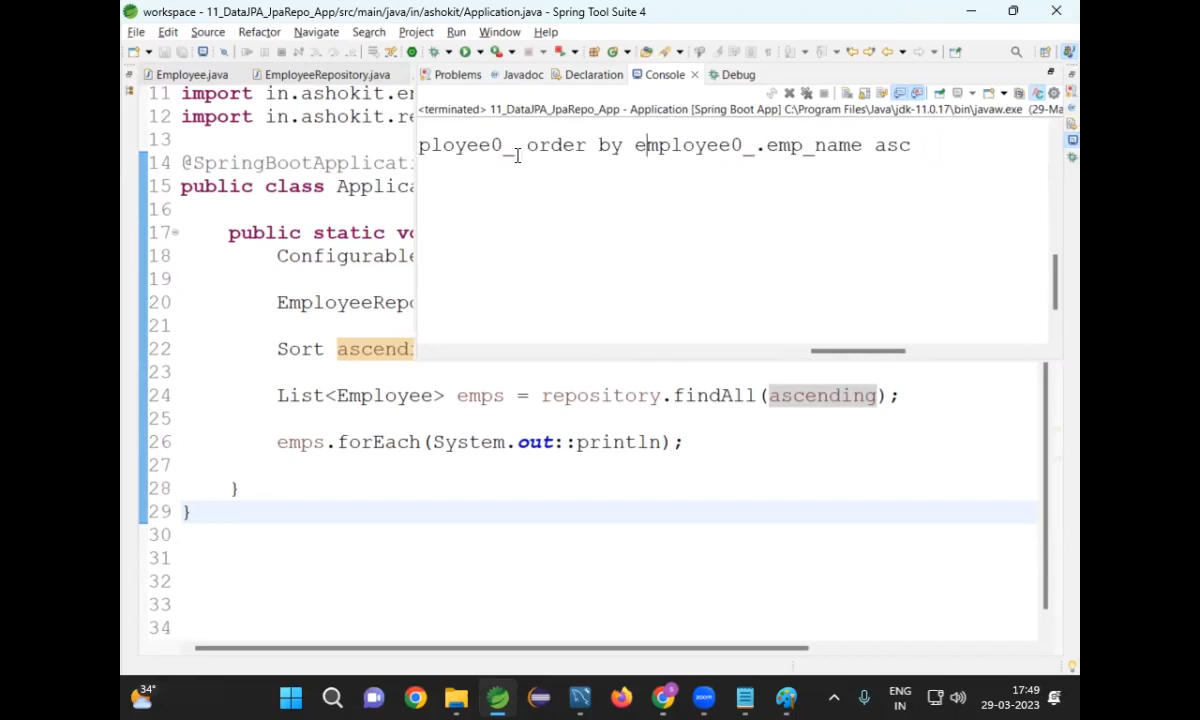 workspace - 11_DataJPA_JpaRepo_App/src/main/java/in/ashokit/Application.java - Spring Tool Suite 4
File Edit Source Refactor Navigate Search Project Run Window Help
Employee.java EmployeeRepository.java Problems Javadoc Declaration Console Debug
<terminated> 11_DataJPA_JpaRepo_App - Application [Spring Boot App] C:\Program Files\Java\jdk-11.0.17\bin\javaw.exe (29-Ma
ployee0_ order by employee0_.emp_name asc
11 import in.ashokit.er
12 import in.ashokit.re
13
14 @SpringBootApplicati
15 public class Applica
16
17 public static vo
18 Configurable
19
20 EmployeeRepo
21
22 Sort ascendi
23
24 List<Employee> emps = repository.findAll(ascending);
25
26 emps.forEach(System.out::println);
27
28 }
29 }
30
31
32
33
34
34°
ENG
IN
17:49
29-03-2023